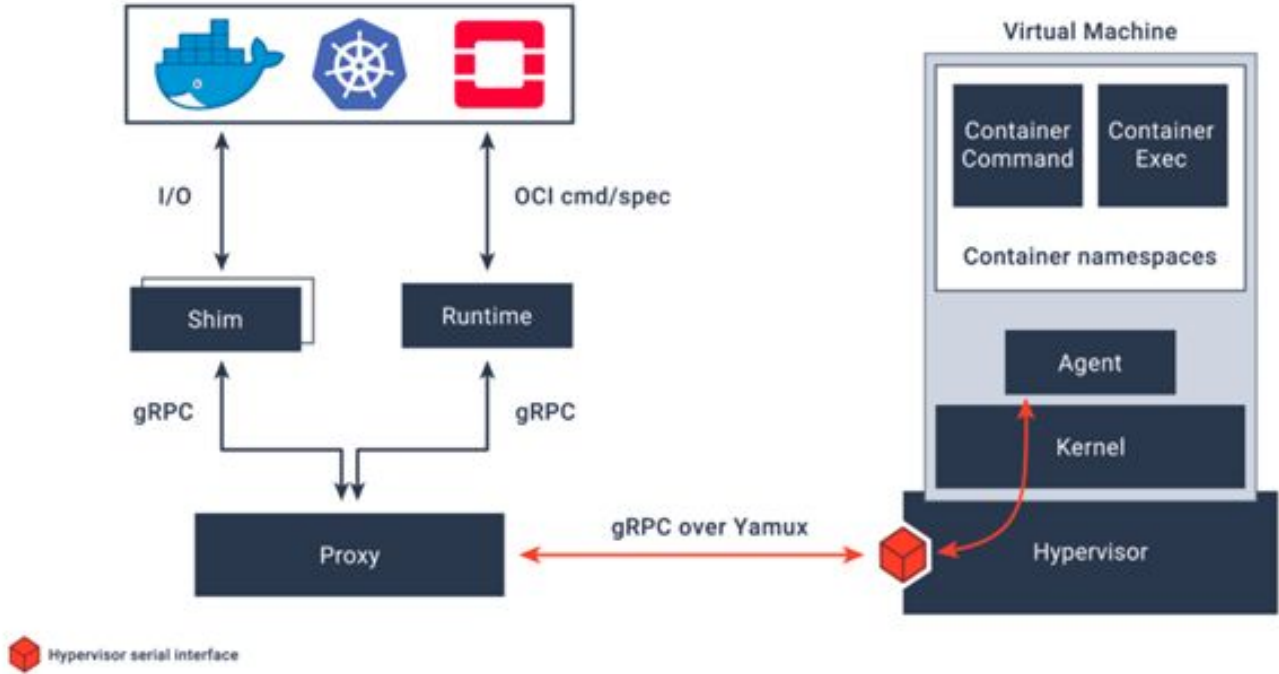 Virtual Machine
Container
Command
Container
Exec
I/O
OCI cmd/spec
Container namespaces
Shim
Runtime
Agent
gRPC
gRPC
Kernel
gRPC over Yamux
Proxy
Hypervisor
Hypervisor serial interface